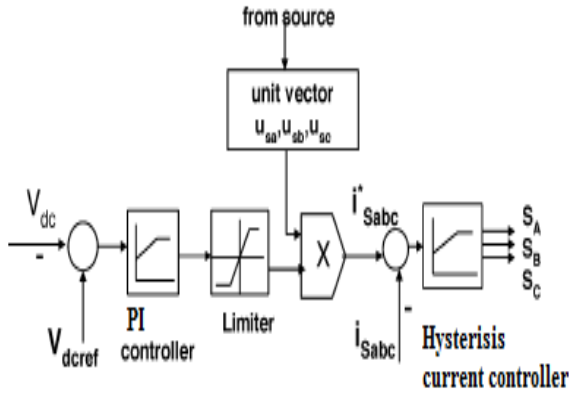 from source
unit vector
usa,usb,usc
Vdc
-
Vdcref
PI
controller
Limiter
X
i*Sabc
-
iSabc
SA
SB
SC
Hysterisis
current controller